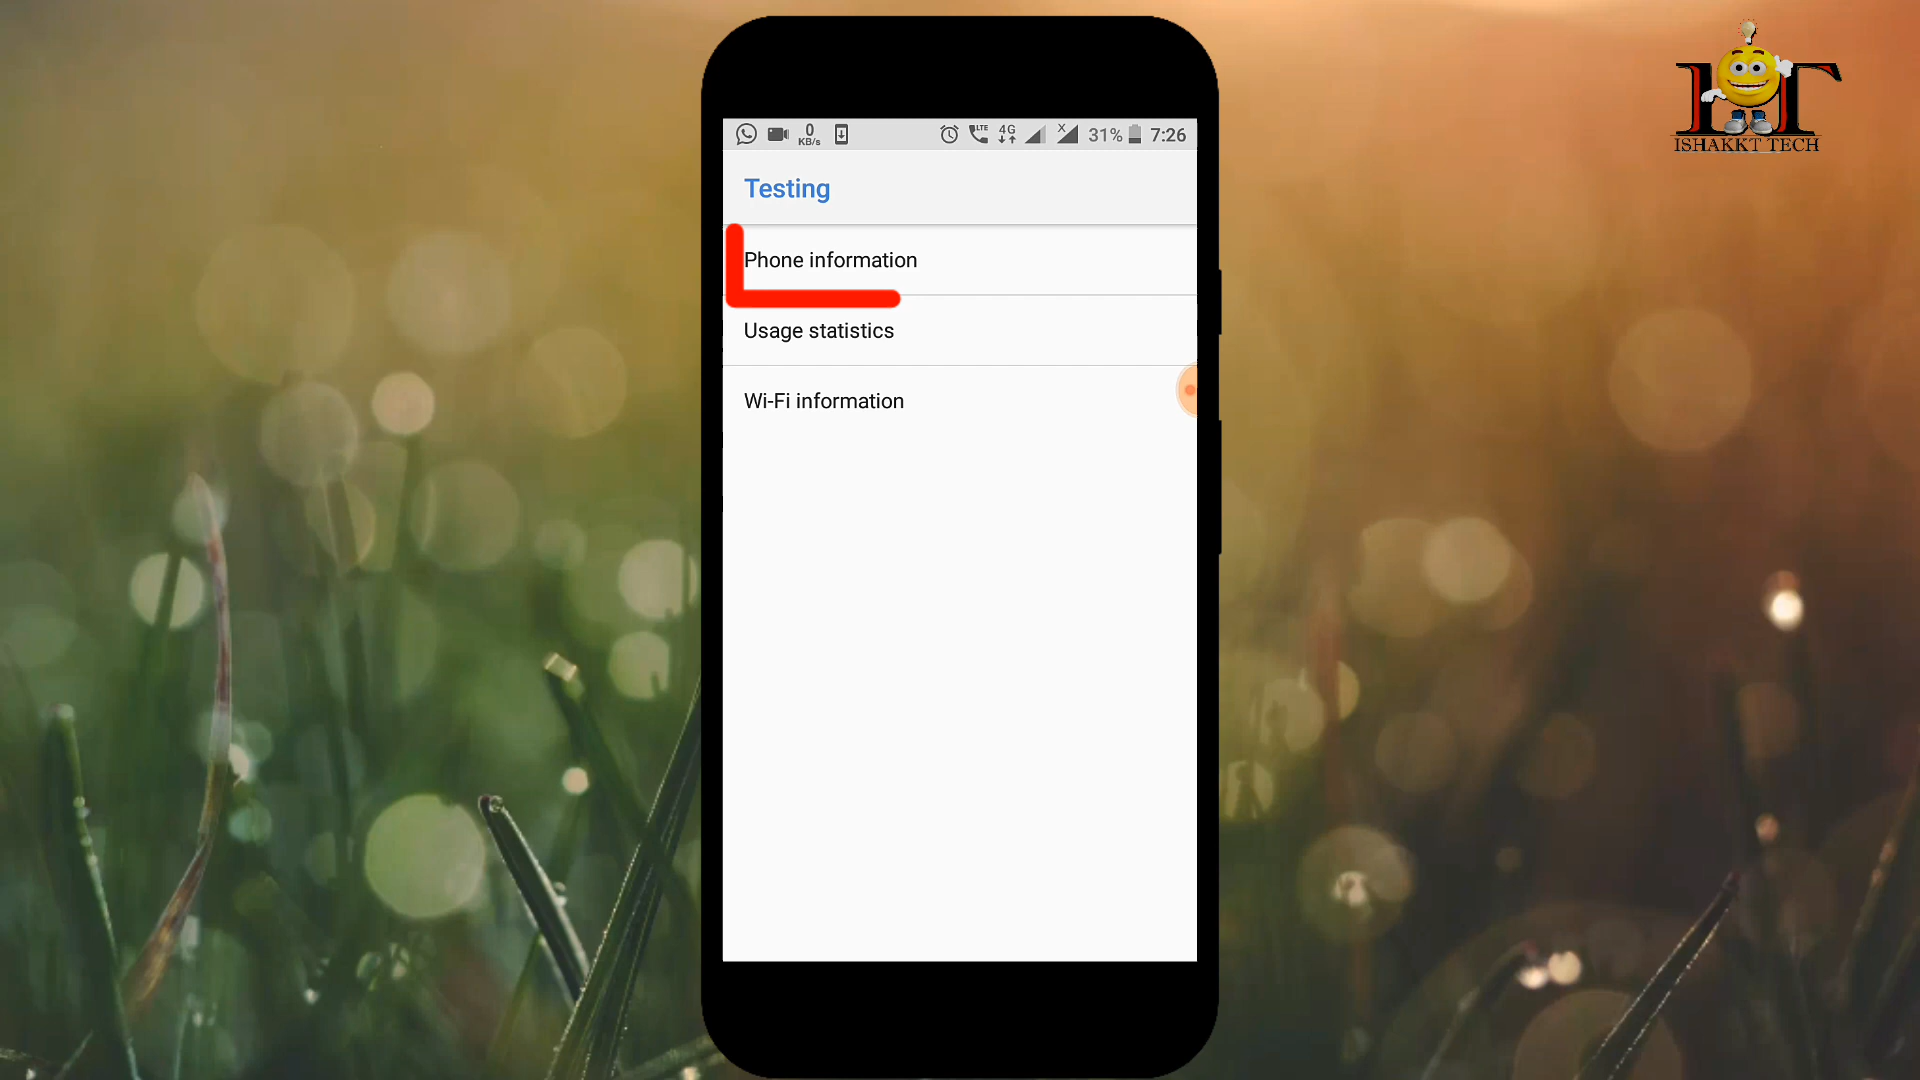 0 KB/s LTE 4G X 31% 7:26
ISHAKKT TECH
Testing
Phone information
Usage statistics
Wi-Fi information